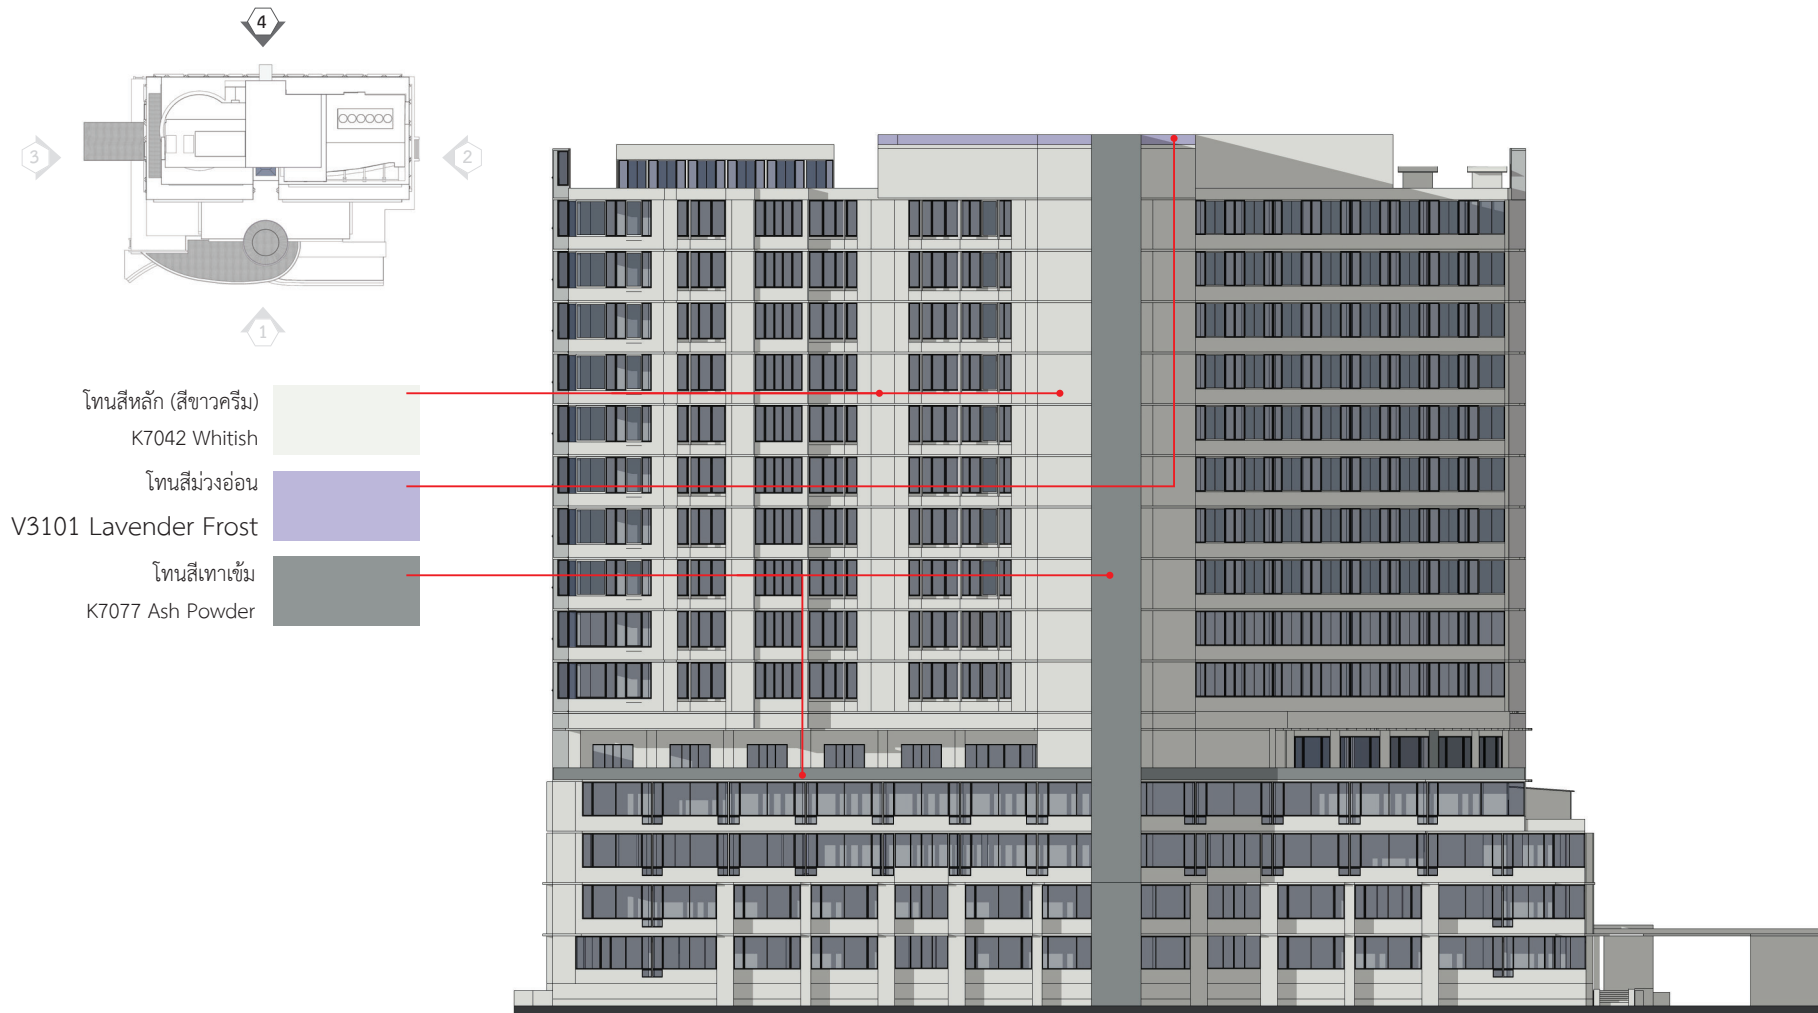 4
3
2
1
โทนสีหลัก (สีขาวครีม)
K7042 Whitish
โทนสีม่วงอ่อน
V3101 Lavender Frost
โทนสีเทาเข้ม
K7077 Ash Powder